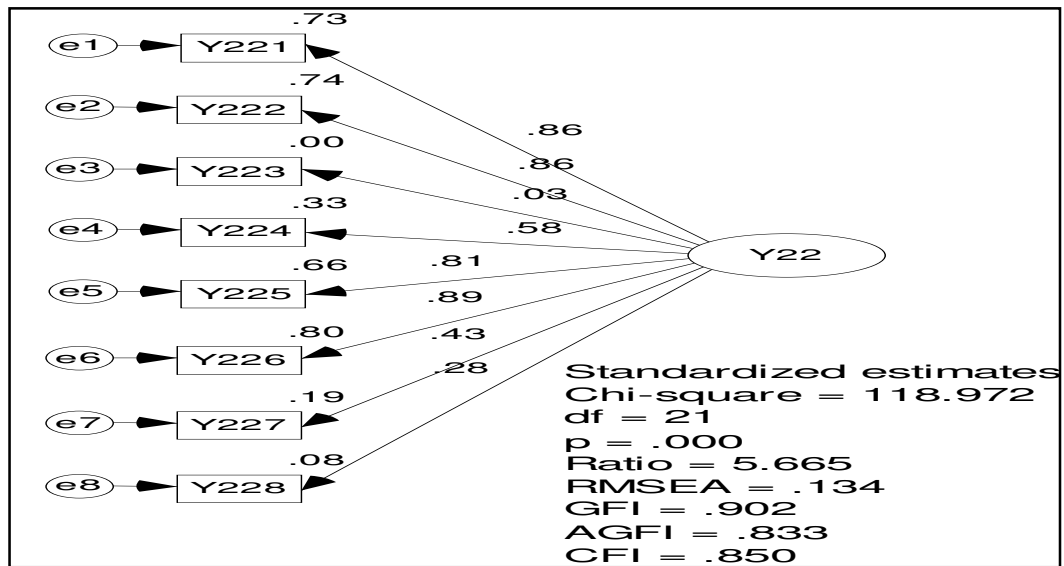 .73
e1 Y221
.74
e2 Y222
.86
.00
e3 Y223
.86
.03
.33
e4 Y224
.58
Y22
.66
.81
e5 Y225
.89
.80
e6 Y226
.43
.28
.19
e7 Y227
.08
e8 Y228
Standardized estimates
Chi-square = 118.972
df = 21
p = .000
Ratio = 5.665
RMSEA = .134
GFI = .902
AGFI = .833
CFI = .850